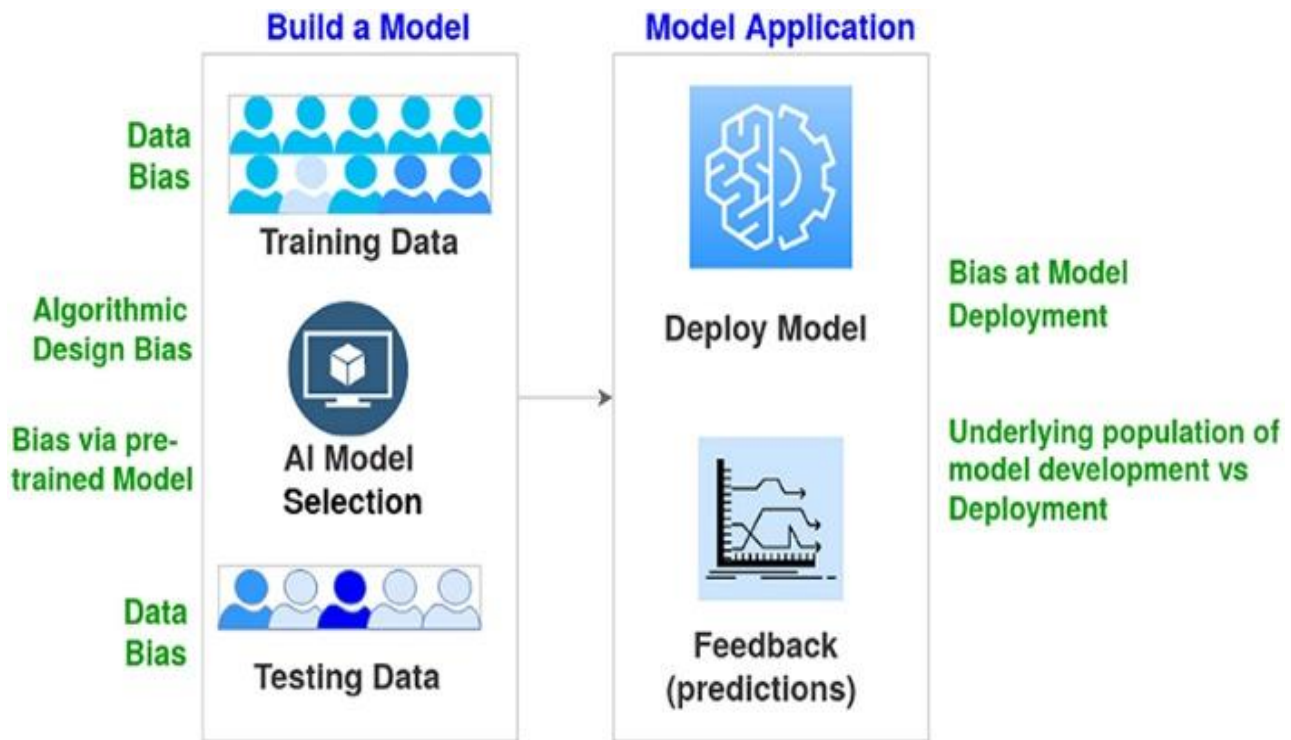 Build a Model
Model Application
Data
Bias
Training Data
Algorithmic
Design Bias
Bias via pre-
trained Model
AI Model
Selection
Data
Bias
Testing Data
Deploy Model
Bias at Model
Deployment
Underlying population of
model development vs
Deployment
Feedback
(predictions)